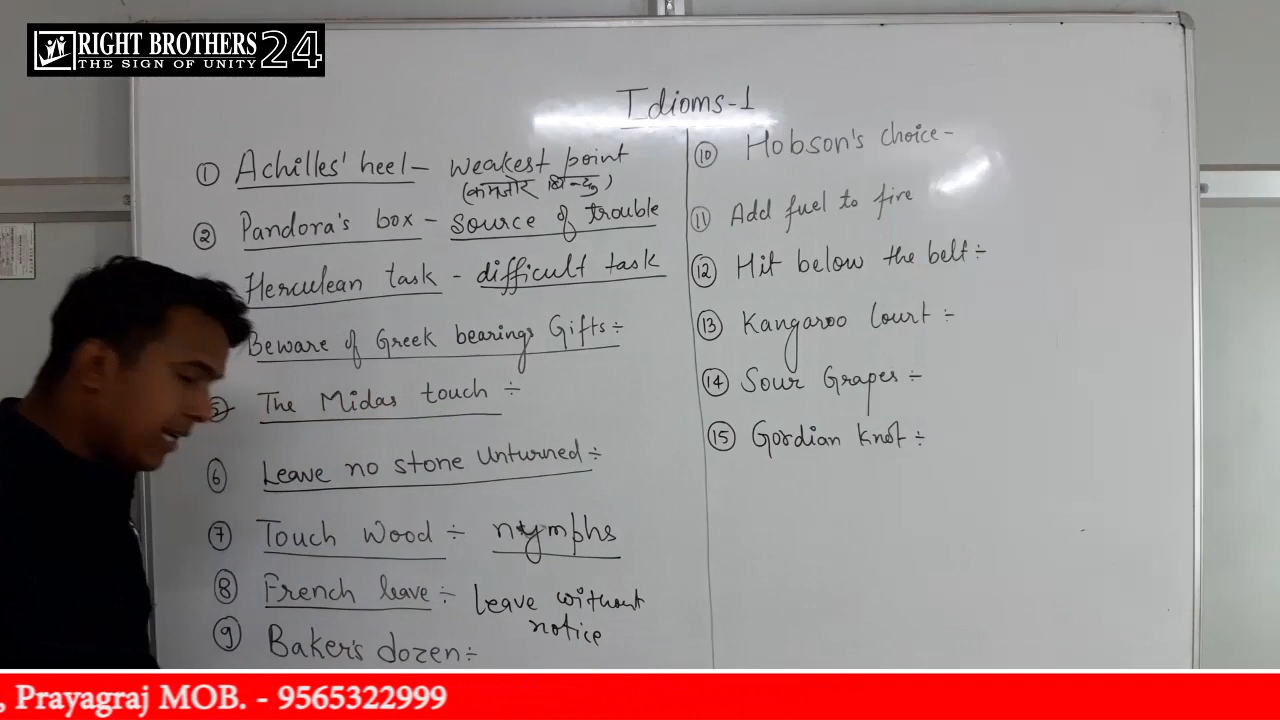 RIGHT BROTHERS 24
THE SIGN OF UNITY
Idioms-1
① Achilles' heel - weakest point
(कमजोर बिन्दु)
② Pandora's box - source of trouble
Herculean task - difficult task
Beware of Greek bearings Gifts ÷
5 The Midas touch ÷
⑥ Leave no stone Unturned ÷
⑦ Touch Wood ÷ nymphs
⑧ French leave ÷ Leave without
notice
⑨ Baker's dozen ÷
⑩ Hobson's choice -
⑪ Add fuel to fire
⑫ Hit below the belt ÷
⑬ Kangaroo Court ÷
⑭ Sour Grapes ÷
⑮ Gordian knot ÷
, Prayagraj MOB. - 9565322999